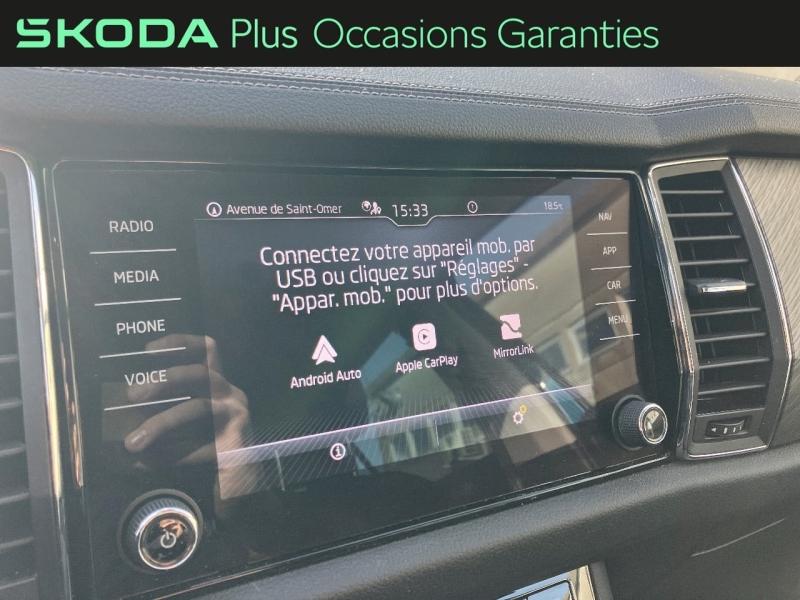 SKODA Plus Occasions Garanties
Avenue de Saint-Omer 15:33 18.5°C
RADIO
MEDIA
PHONE
VOICE
Connectez votre appareil mob. par
USB ou cliquez sur "Réglages" -
"Appar. mob." pour plus d'options.
Android Auto Apple CarPlay MirrorLink
NAV
APP
CAR
MENU